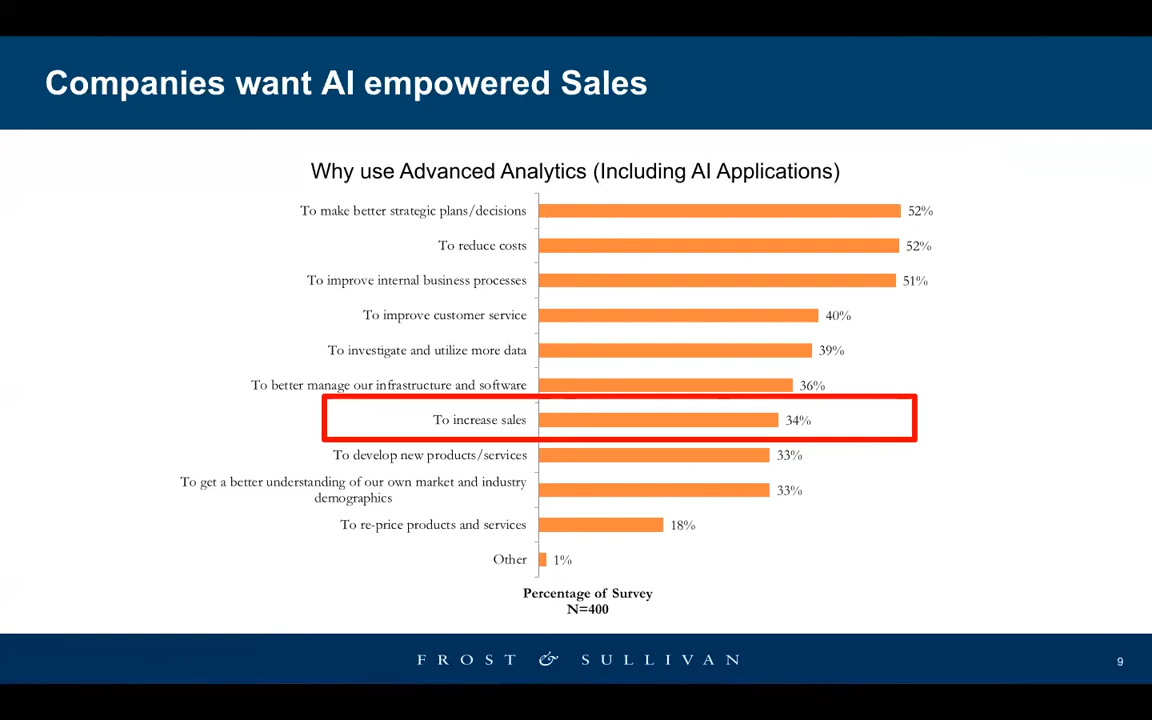 Companies want AI empowered Sales
Why use Advanced Analytics (Including AI Applications)
To make better strategic plans/decisions 52%
To reduce costs 52%
To improve internal business processes 51%
To improve customer service 40%
To investigate and utilize more data 39%
To better manage our infrastructure and software 36%
To increase sales 34%
To develop new products/services 33%
To get a better understanding of our own market and industry
demographics 33%
To re-price products and services 18%
Other 1%
Percentage of Survey
N=400
FROST & SULLIVAN
9